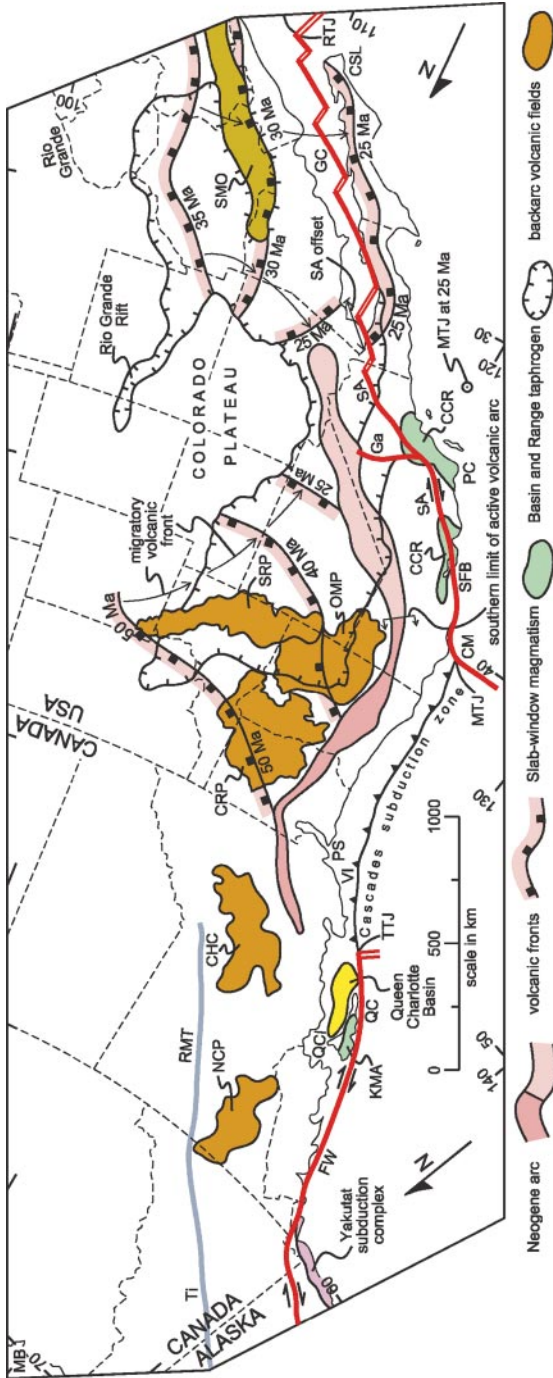 MB
70
Ti
CANADA
ALASKA
60
Yakutat
subduction
complex
N
NCP
RMT
FW
KMA
QC
QC
Queen
Charlotte
Basin
140
50
CHC
TTJ
VI
PS
Cascades subduction zone
0
500
1000
scale in km
130
CANADA
USA
CRP
50 Ma
50 Ma
SRP
OMP
40 Ma
migratory
volcanic
front
25 Ma
MTJ
40
CM
southern limit of active volcanic arc
SFB
CCR
SA
PC
CCR
Ga
SA
MTJ at 25 Ma
120
30
COLORADO
PLATEAU
Rio Grande
Rift
25 Ma
SA offset
25 Ma
30 Ma
35 Ma
SMO
30 Ma
GC
25 Ma
CSL
RTJ
110
100
Rio
Grande
N
Neogene arc
volcanic fronts
Slab-window magmatism
Basin and Range taphrogen
backarc volcanic fields